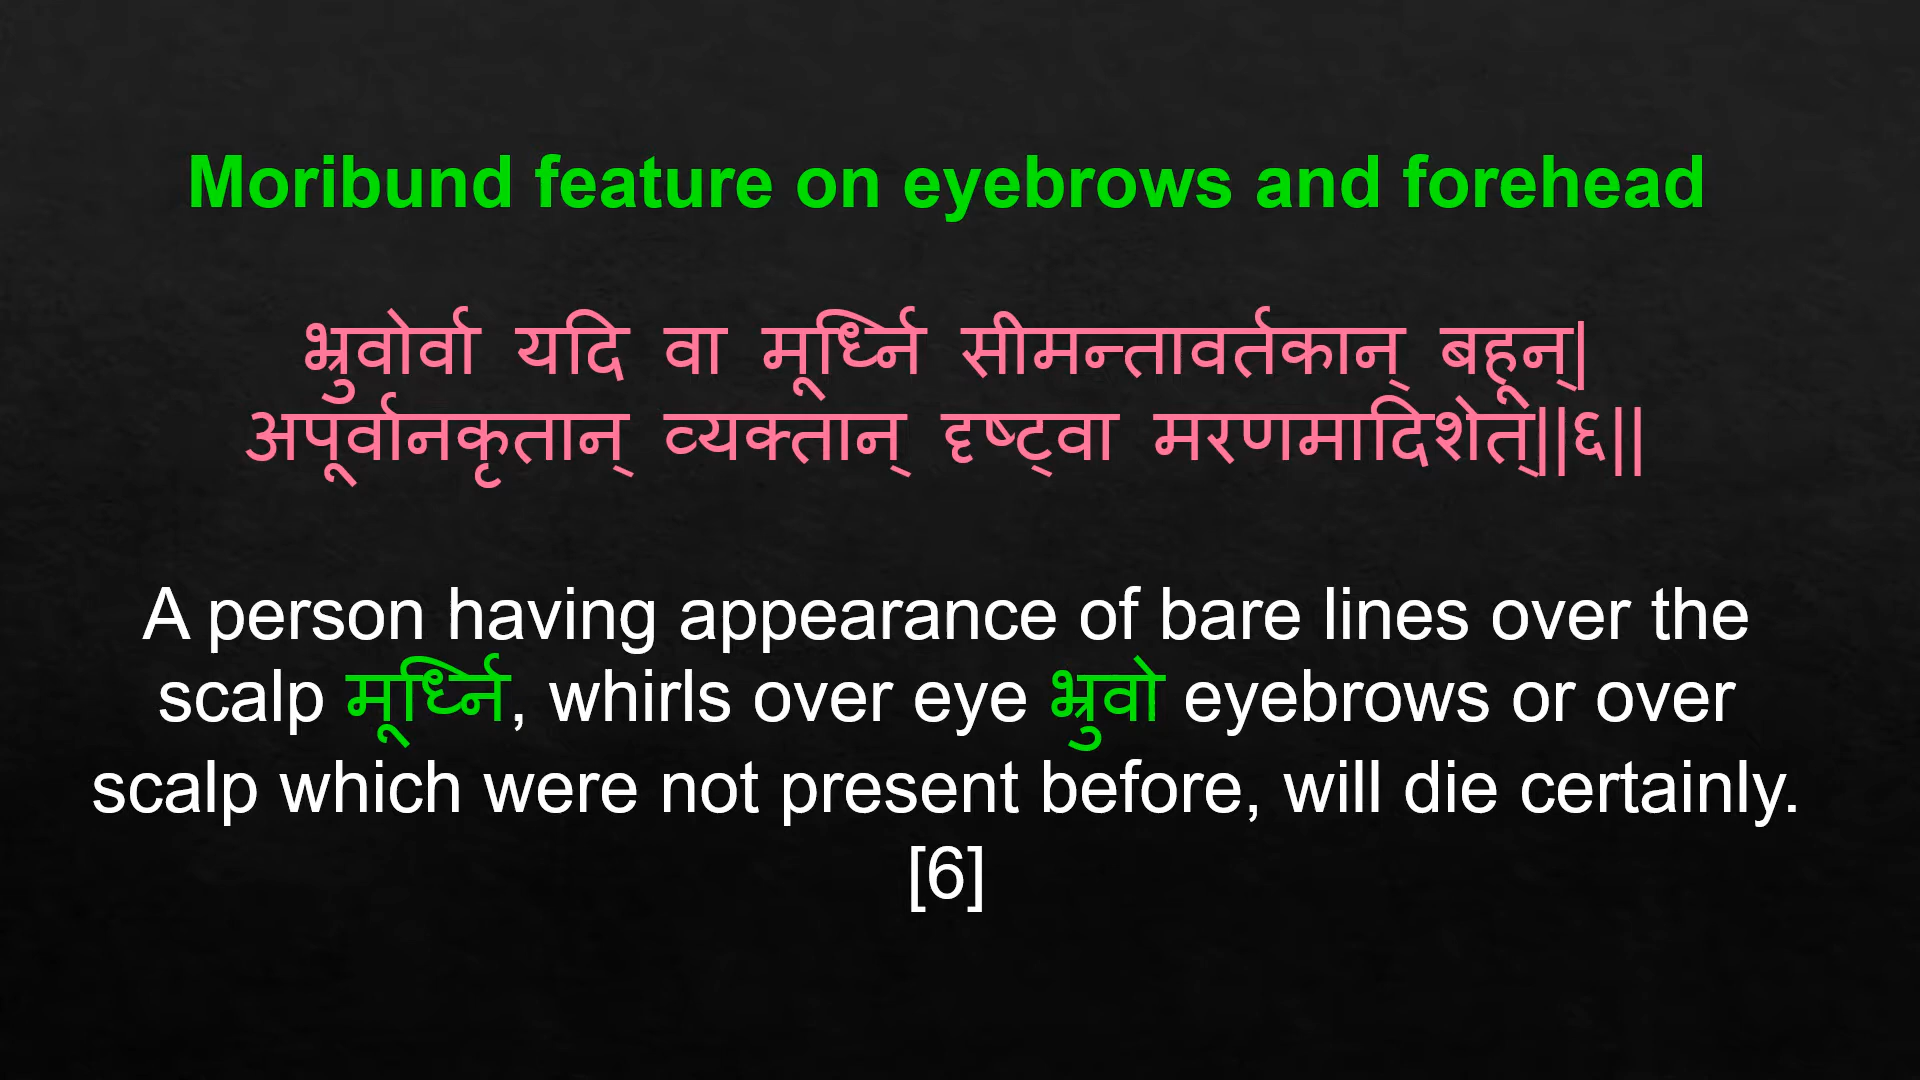 Moribund feature on eyebrows and forehead
भ्रुवोर्वा यदि वा मूर्ध्नि सीमन्तावर्तकान् बहून्|
अपूर्वानकृतान् व्यक्तान् दृष्ट्वा मरणमादिशेत्||६||
A person having appearance of bare lines over the
scalp मूर्ध्नि, whirls over eye भ्रुवो eyebrows or over
scalp which were not present before, will die certainly.
[6]